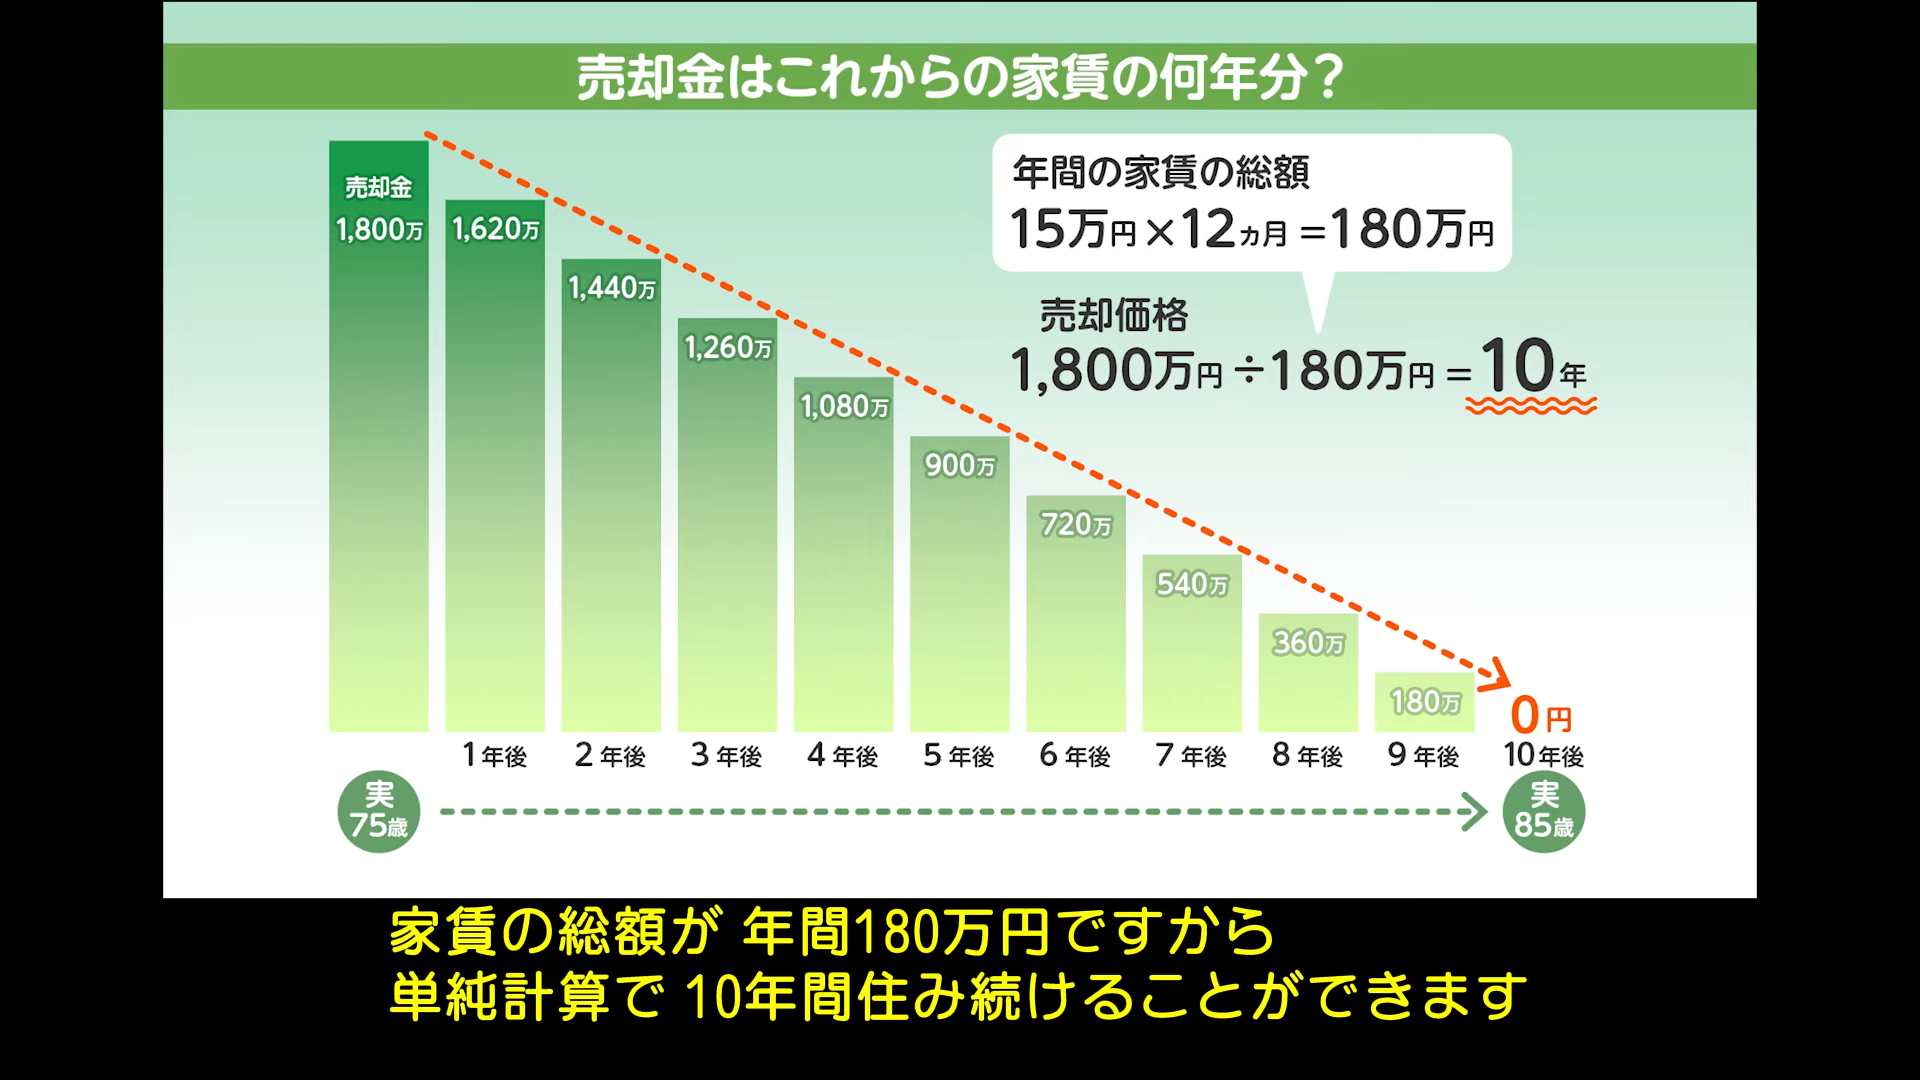 売却金はこれからの家賃の何年分？
年間の家賃の総額
15万円×12ヵ月=180万円
売却価格
1,800万円÷180万円=10年
売却金
1,800万
1,620万
1,440万
1,260万
1,080万
900万
720万
540万
360万
180万
0円
1年後
2年後
3年後
4年後
5年後
6年後
7年後
8年後
9年後
10年後
実
75歳
実
85歳
家賃の総額が 年間180万円ですから
単純計算で 10年間住み続けることができます